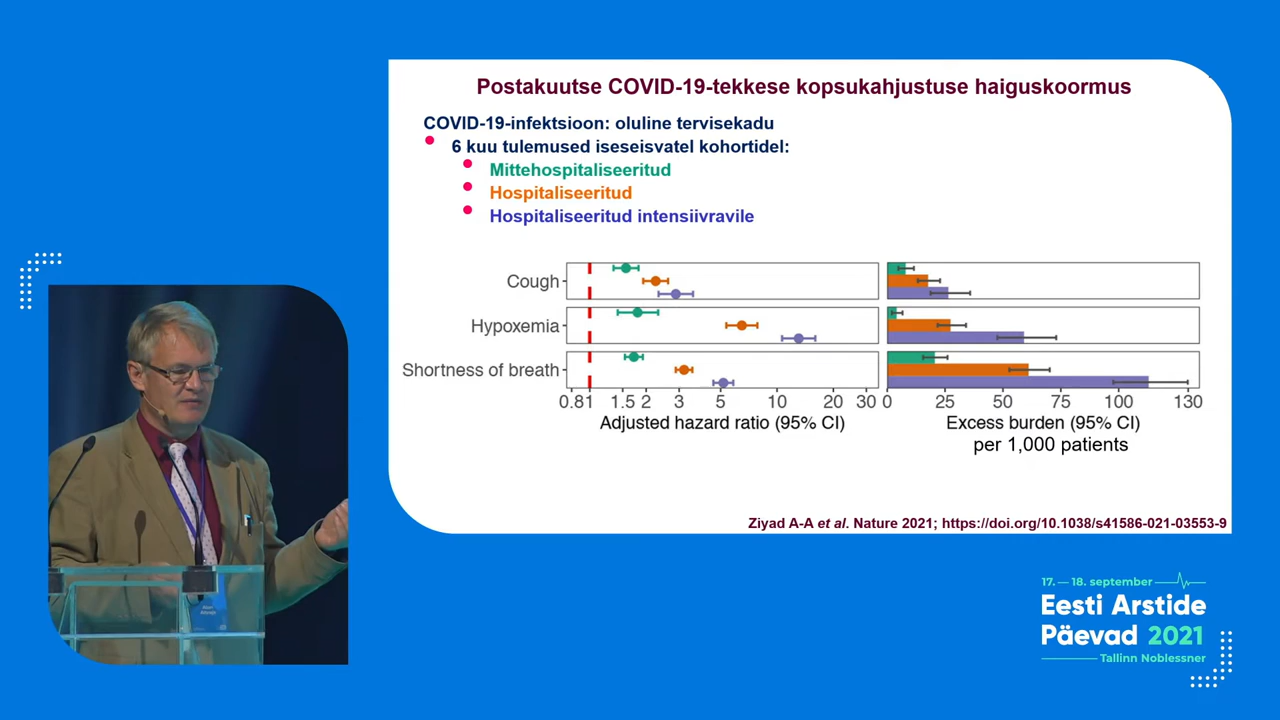 Postakuutse COVID-19-tekkese kopsukahjustuse haiguskoormus
COVID-19-infektsioon: oluline tervisekadu
6 kuu tulemused iseseisvatel kohortidel:
Mittehospitaliseeritud
Hospitaliseeritud
Hospitaliseeritud intensiivravile
Cough
Hypoxemia
Shortness of breath
0.8 1 1.5 2 3 5 10 20 30
Adjusted hazard ratio (95% CI)
0 25 50 75 100 130
Excess burden (95% CI)
per 1,000 patients
Ziyad A-A et al. Nature 2021; https://doi.org/10.1038/s41586-021-03553-9
17. — 18. september
Eesti Arstide
Päevad 2021
Tallinn Noblessner